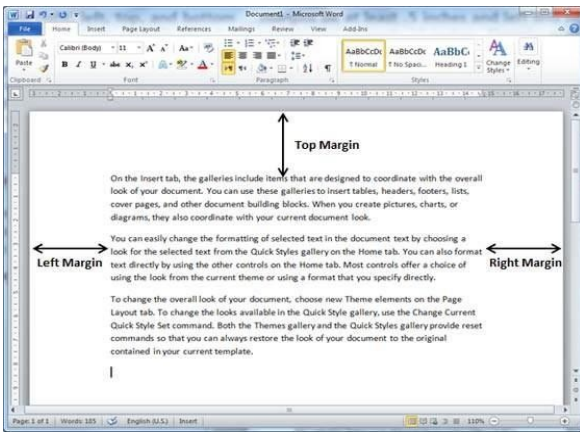 Document1 - Microsoft Word
File Home Insert Page Layout References Mailings Review View Add-Ins
Calibri (Body) 11
AaBbCcDc AaBbCcDc AaBbC
Paste B I U abc x, x² Change Styles Editing
¶ Normal ¶ No Spaci... Heading 1
Clipboard Font Paragraph Styles
Top Margin
On the Insert tab, the galleries include items that are designed to coordinate with the overall
look of your document. You can use these galleries to insert tables, headers, footers, lists,
cover pages, and other document building blocks. When you create pictures, charts, or
diagrams, they also coordinate with your current document look.
You can easily change the formatting of selected text in the document text by choosing a
look for the selected text from the Quick Styles gallery on the Home tab. You can also format
Left Margin text directly by using the other controls on the Home tab. Most controls offer a choice of Right Margin
using the look from the current theme or using a format that you specify directly.
To change the overall look of your document, choose new Theme elements on the Page
Layout tab. To change the looks available in the Quick Style gallery, use the Change Current
Quick Style Set command. Both the Themes gallery and the Quick Styles gallery provide reset
commands so that you can always restore the look of your document to the original
contained in your current template.
Page: 1 of 1 Words: 185 English (U.S.) Insert 110%